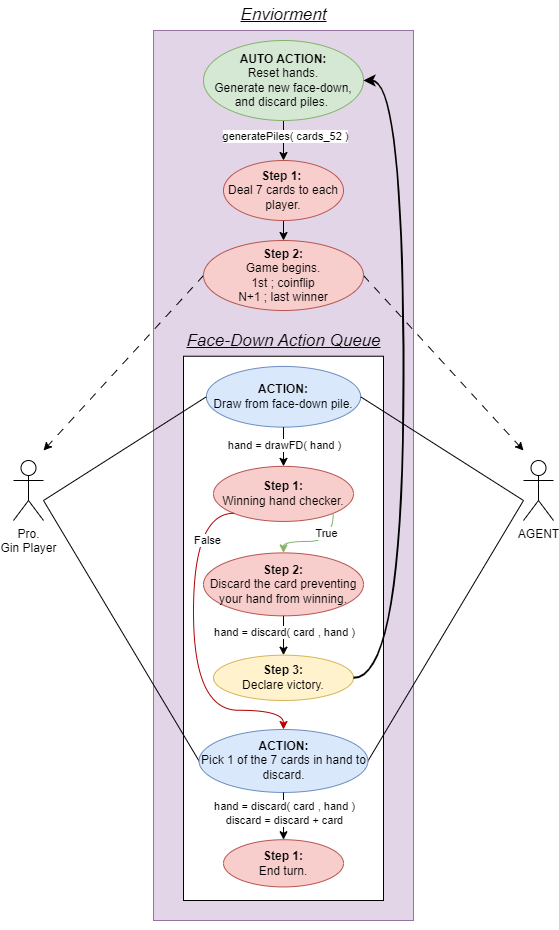 Enviorment
AUTO ACTION:
Reset hands.
Generate new face-down,
and discard piles.
generatePiles( cards_52 )
Step 1:
Deal 7 cards to each
player.
Step 2:
Game begins.
1st ; coinflip
N+1 ; last winner
Face-Down Action Queue
ACTION:
Draw from face-down pile.
hand = drawFD( hand )
Step 1:
Winning hand checker.
False
True
Step 2:
Discard the card preventing
your hand from winning.
hand = discard( card , hand )
Step 3:
Declare victory.
ACTION:
Pick 1 of the 7 cards in hand to
discard.
hand = discard( card , hand )
discard = discard + card
Step 1:
End turn.
Pro.
Gin Player
AGENT